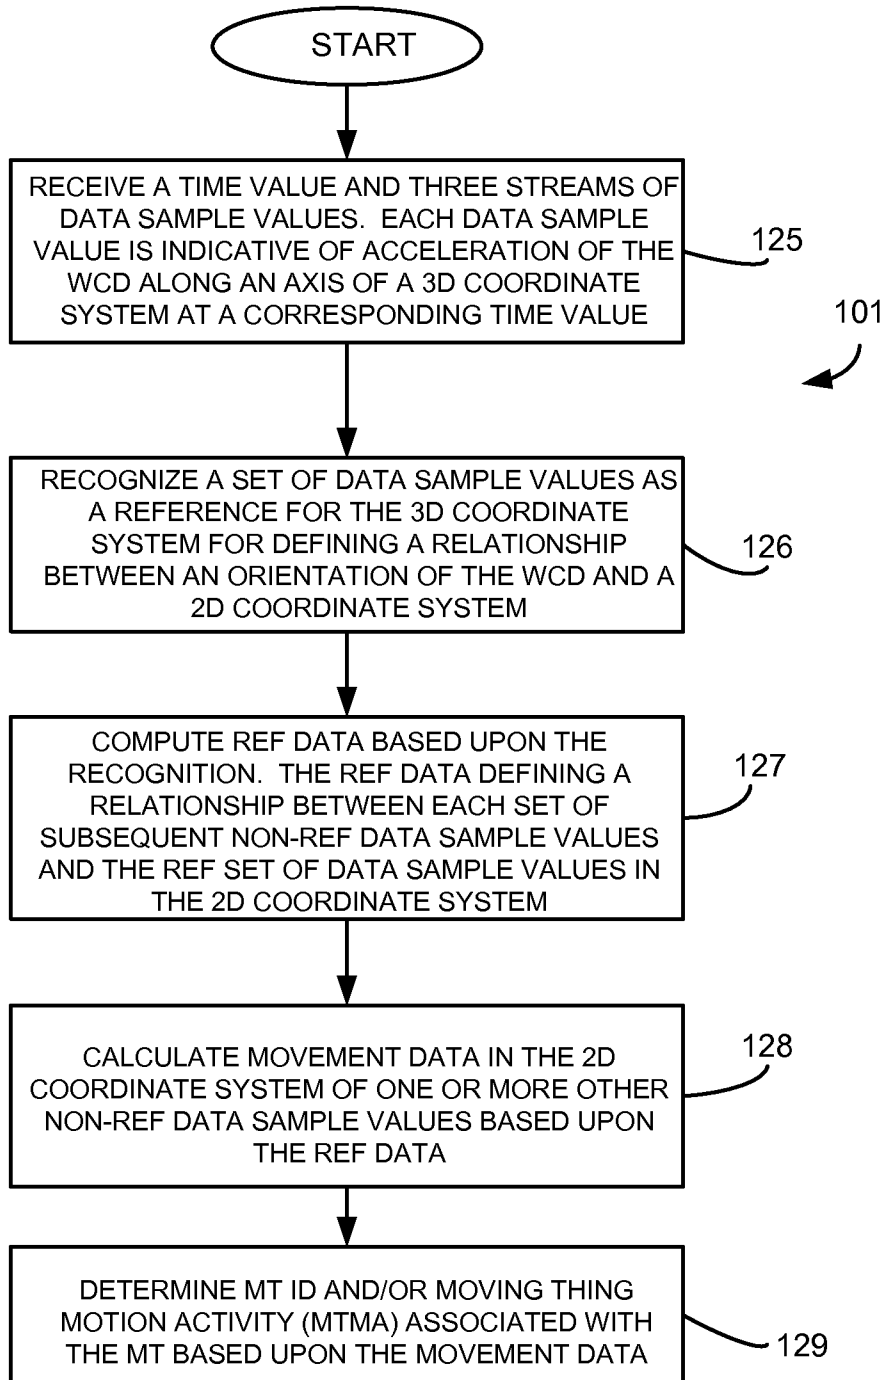 START
RECEIVE A TIME VALUE AND THREE STREAMS OF
DATA SAMPLE VALUES.  EACH DATA SAMPLE
VALUE IS INDICATIVE OF ACCELERATION OF THE
WCD ALONG AN AXIS OF A 3D COORDINATE
SYSTEM AT A CORRESPONDING TIME VALUE
125
101
RECOGNIZE A SET OF DATA SAMPLE VALUES AS
A REFERENCE FOR THE 3D COORDINATE
SYSTEM FOR DEFINING A RELATIONSHIP
BETWEEN AN ORIENTATION OF THE WCD AND A
2D COORDINATE SYSTEM
126
COMPUTE REF DATA BASED UPON THE
RECOGNITION.  THE REF DATA DEFINING A
RELATIONSHIP BETWEEN EACH SET OF
SUBSEQUENT NON-REF DATA SAMPLE VALUES
AND THE REF SET OF DATA SAMPLE VALUES IN
THE 2D COORDINATE SYSTEM
127
CALCULATE MOVEMENT DATA IN THE 2D
COORDINATE SYSTEM OF ONE OR MORE OTHER
NON-REF DATA SAMPLE VALUES BASED UPON
THE REF DATA
128
DETERMINE MT ID AND/OR MOVING THING
MOTION ACTIVITY (MTMA) ASSOCIATED WITH
THE MT BASED UPON THE MOVEMENT DATA
129